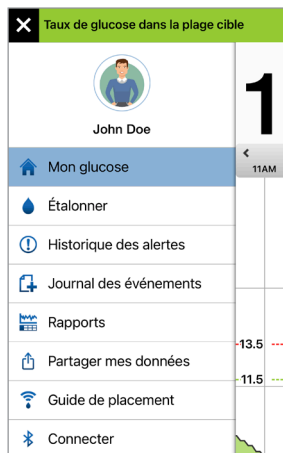 Taux de glucose dans la plage cible
John Doe
1
11AM
Mon glucose
Étalonner
Historique des alertes
Journal des événements
Rapports
13.5
Partager mes données
11.5
Guide de placement
Connecter